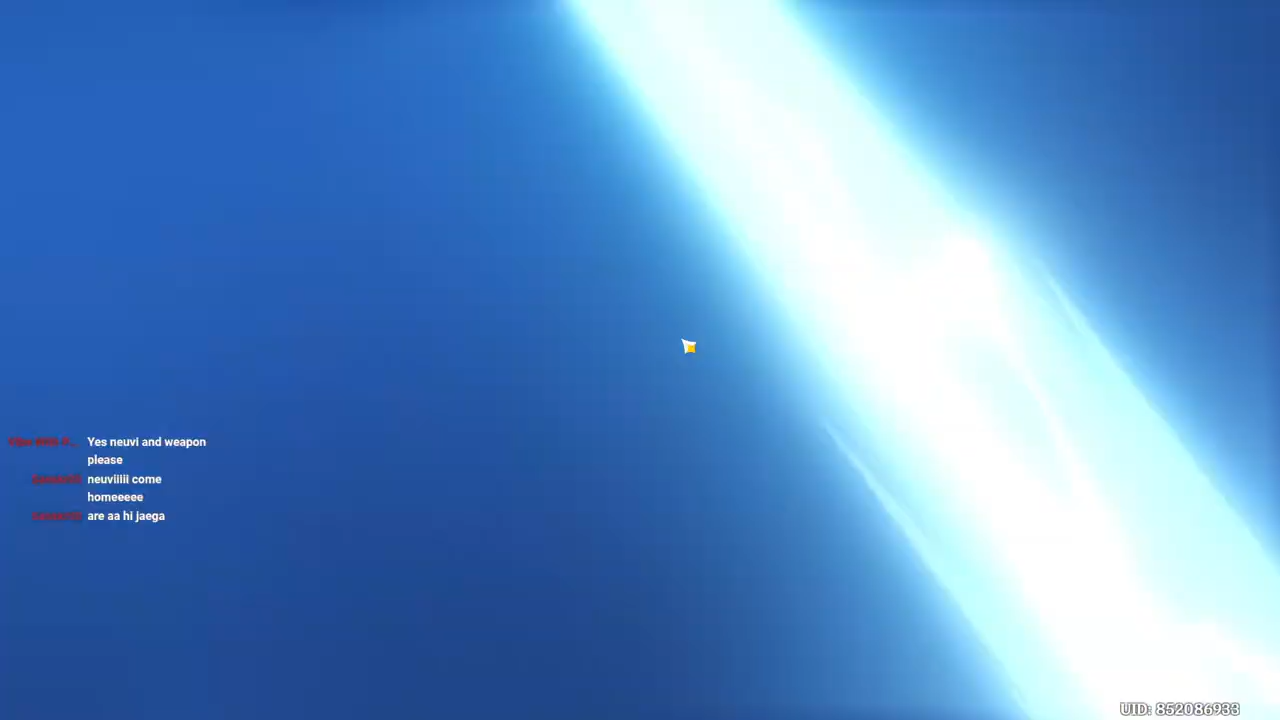 Yes neuvi and weapon
please
neuviiiii come
homeeeee
are aa hi jaega
UID: 852086933